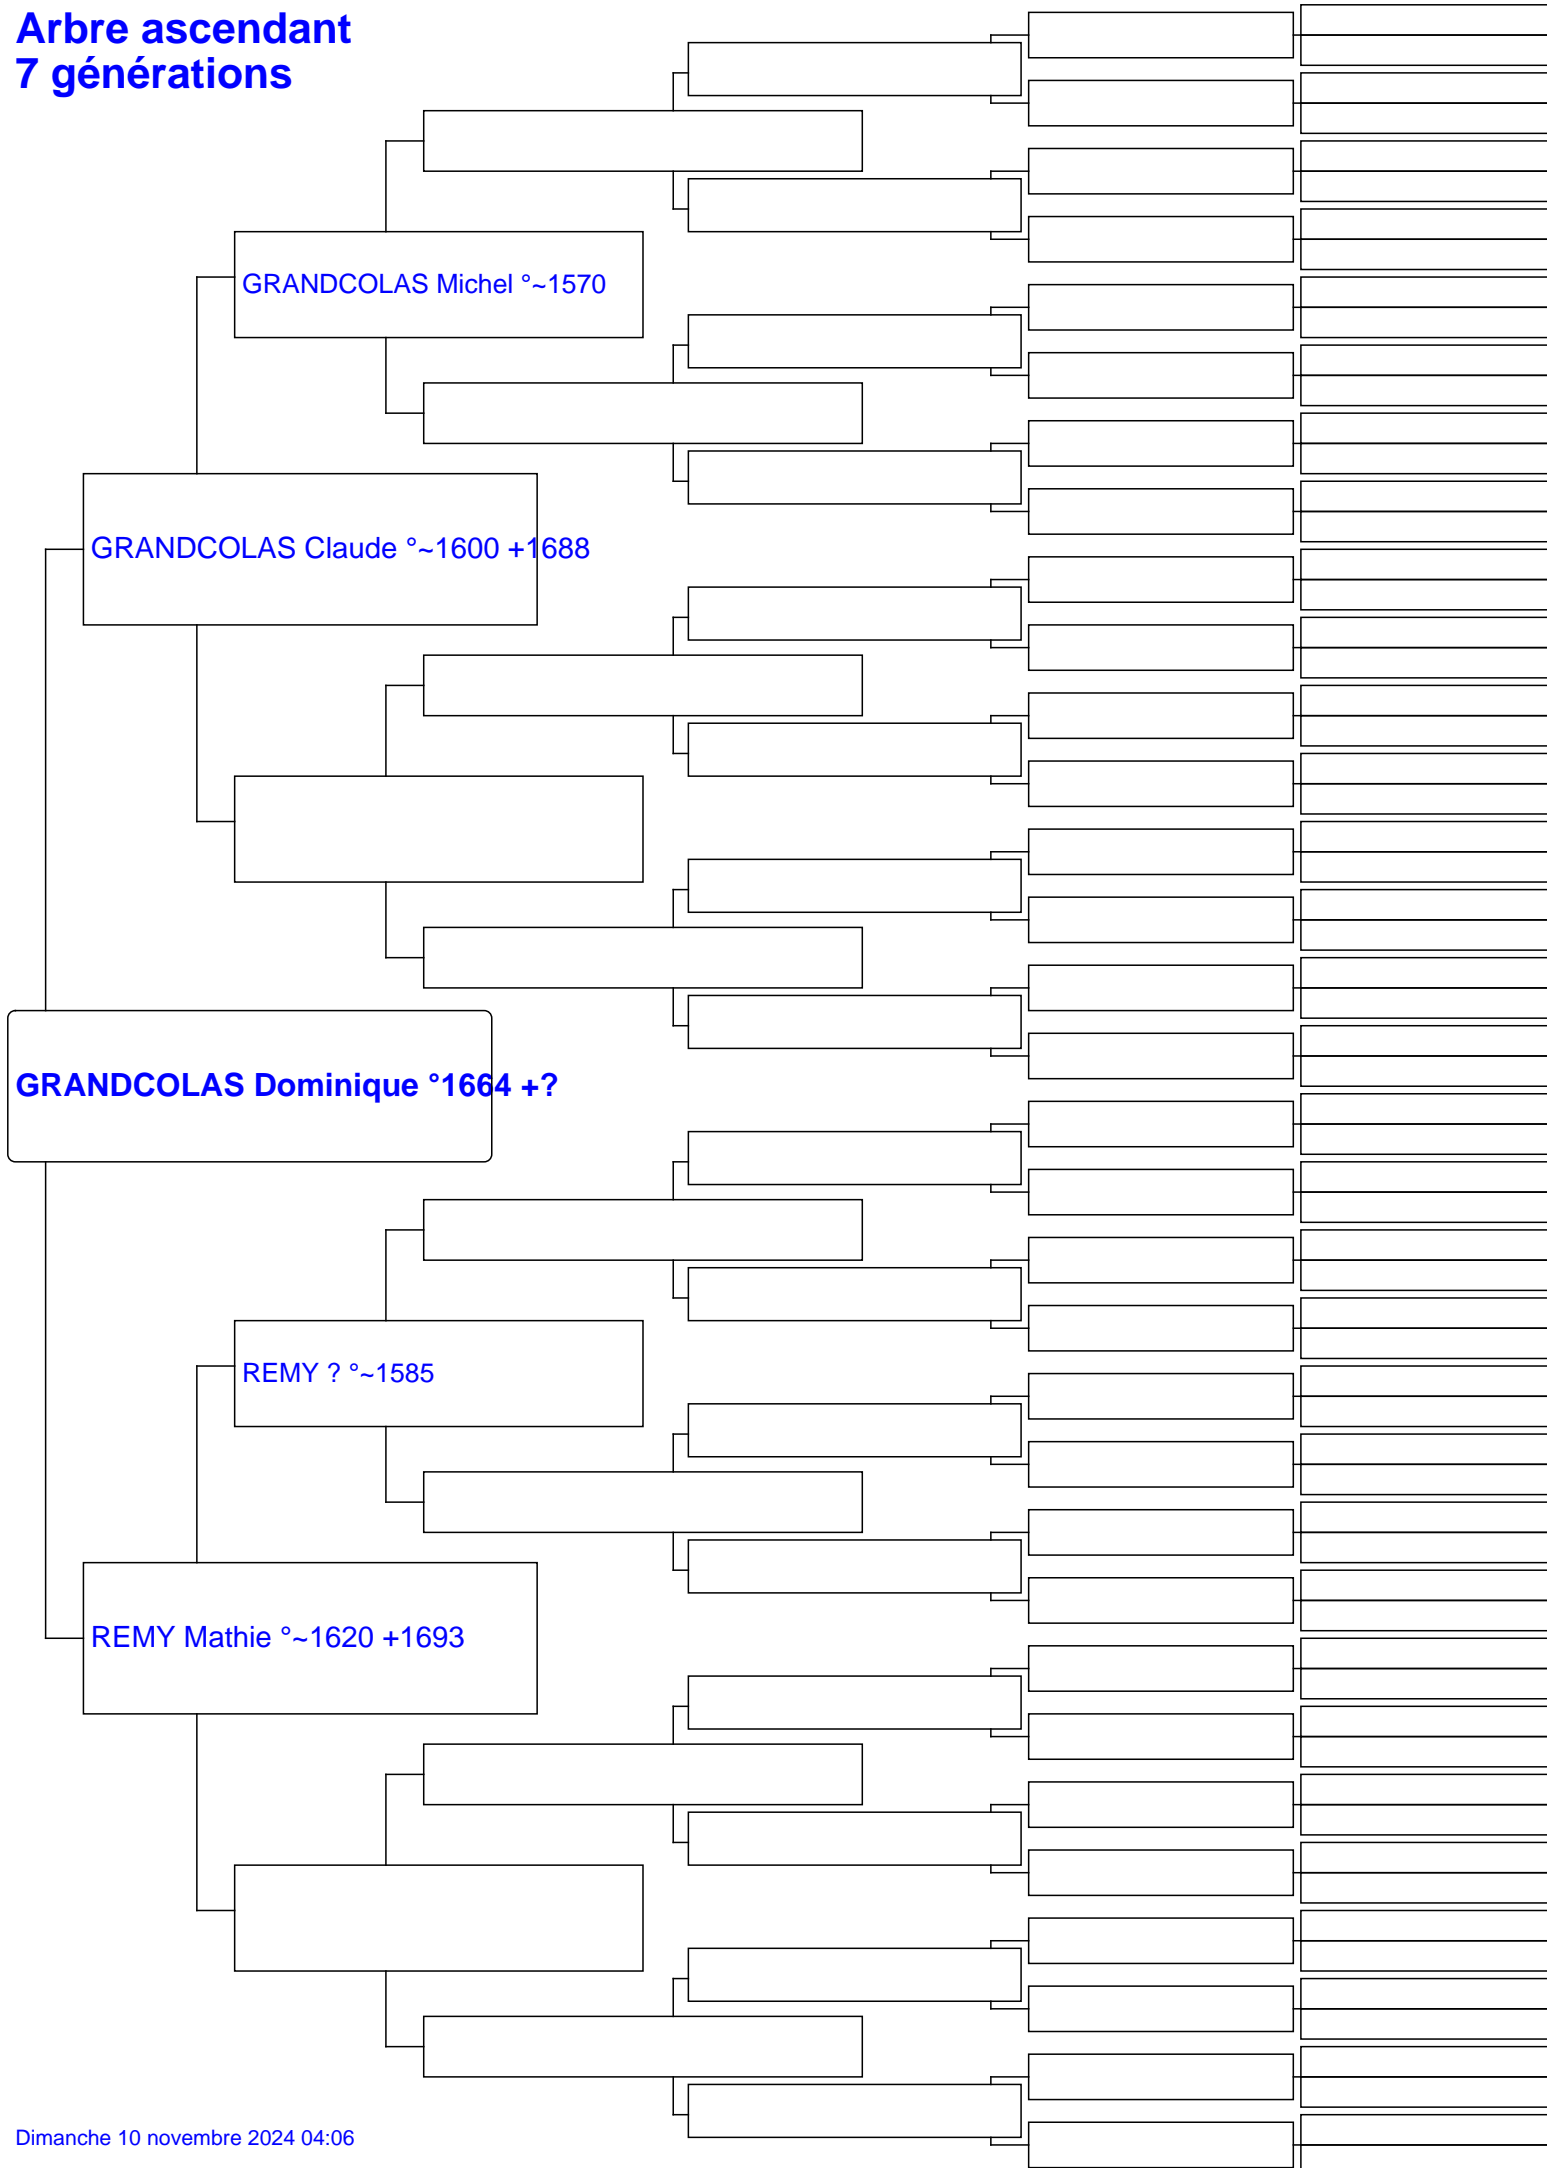 Arbre ascendant
7 générations
GRANDCOLAS Michel °~1570
GRANDCOLAS Claude °~1600 +1688
GRANDCOLAS Dominique °1664 +?
REMY ? °~1585
REMY Mathie °~1620 +1693
Dimanche 10 novembre 2024 04:06